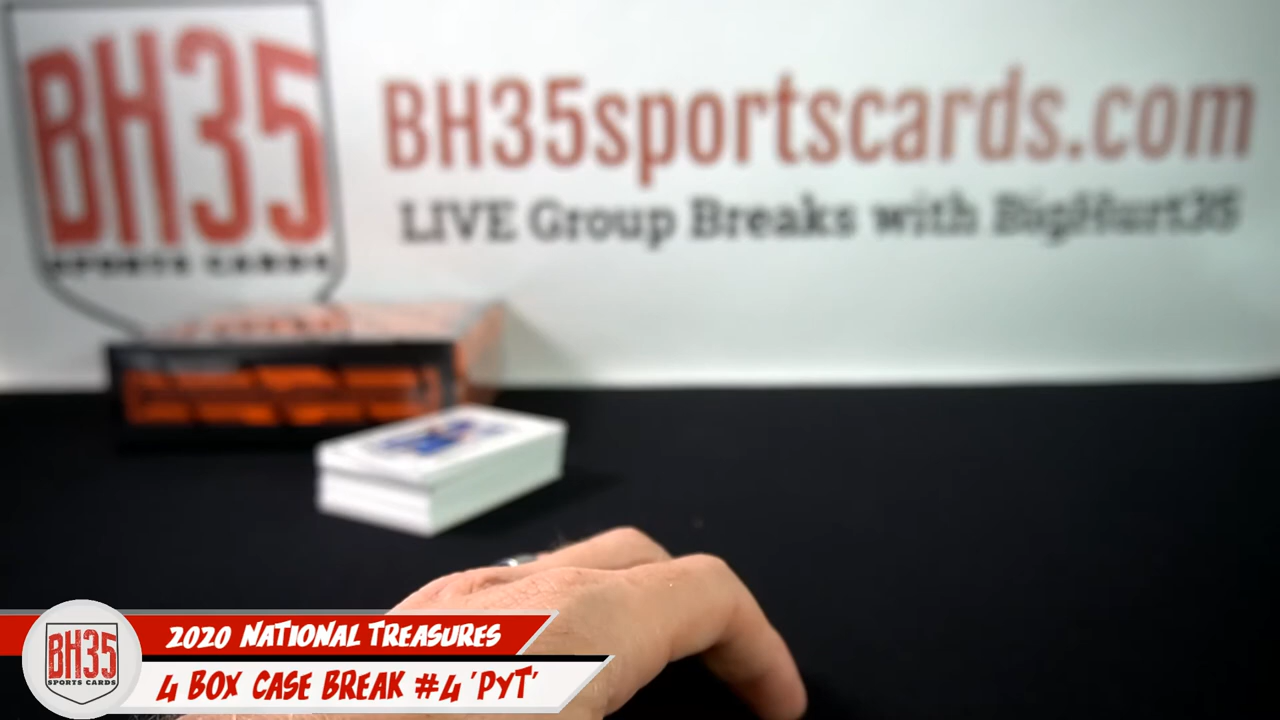 BH35
SPORTS CARDS
BH35sportscards.com
LIVE Group Breaks with BigHurt35
BH35
SPORTS CARDS
2020 NATIONAL TREASURES
4 BOX CASE BREAK #4 'PYT'